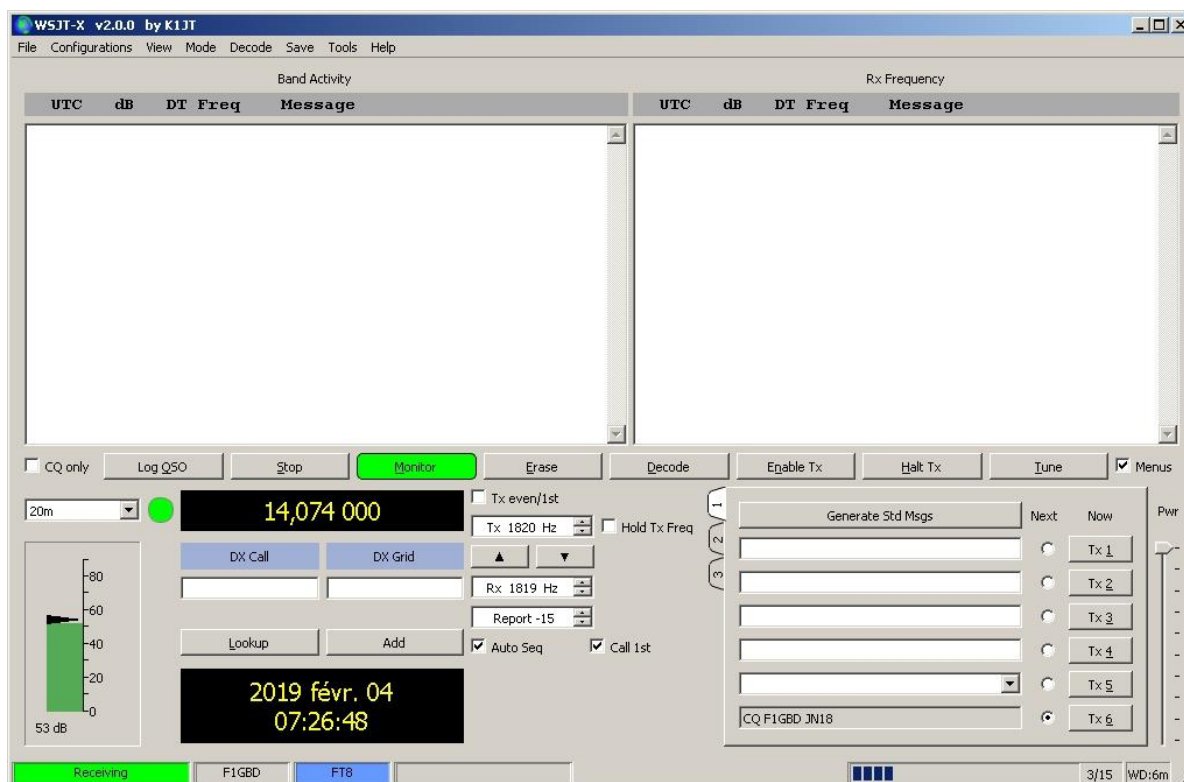 WSJT-X v2.0.0 by K1JT
File Configurations View Mode Decode Save Tools Help
Band Activity
Rx Frequency
UTC dB DT Freq Message
UTC dB DT Freq Message
CQ only
Log QSO
Stop
Monitor
Erase
Decode
Enable Tx
Halt Tx
Tune
Menus
20m
14,074 000
Tx even/1st
Tx 1820 Hz
Hold Tx Freq
DX Call
DX Grid
▲
▼
Rx 1819 Hz
Report -15
Lookup
Add
Auto Seq
Call 1st
2019 févr. 04
07:26:48
80
60
40
20
0
53 dB
1
2
3
Generate Std Msgs
Next
Now
Pwr
Tx 1
Tx 2
Tx 3
Tx 4
Tx 5
CQ F1GBD JN18
Tx 6
Receiving
F1GBD
FT8
3/15
WD:6m